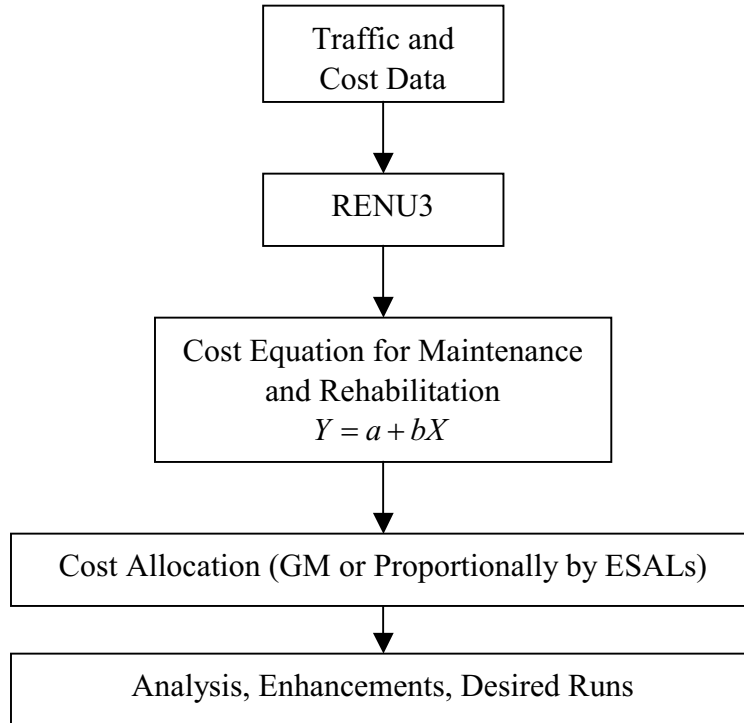 Traffic and
Cost Data
RENU3
Cost Equation for Maintenance
and Rehabilitation
Y = a + bX
Cost Allocation (GM or Proportionally by ESALs)
Analysis, Enhancements, Desired Runs